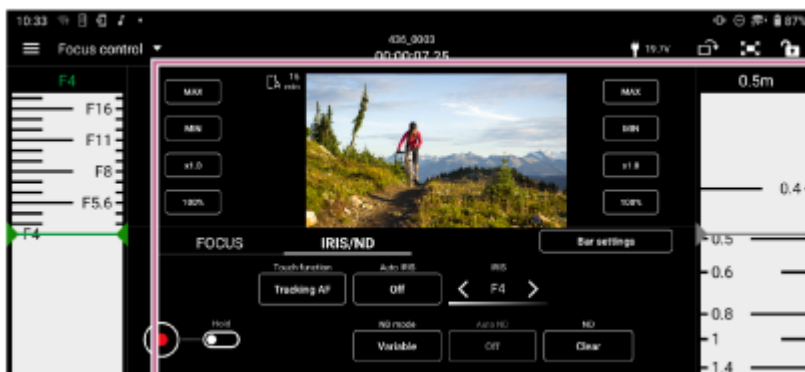 10:33
87%
Focus control
436_0003
00:00:07.25
19.7V
F4
0.5m
15 min
MAX
MAX
F16
MIN
MIN
F11
x1.0
x1.0
F8
0.4
100%
100%
F5.6
F4
FOCUS
IRIS/ND
Bar settings
0.5
Touch function
Auto IRIS
IRIS
0.6
Tracking AF
Off
F4
Hold
ND mode
Auto ND
ND
0.8
Variable
Off
Clear
1
1.4